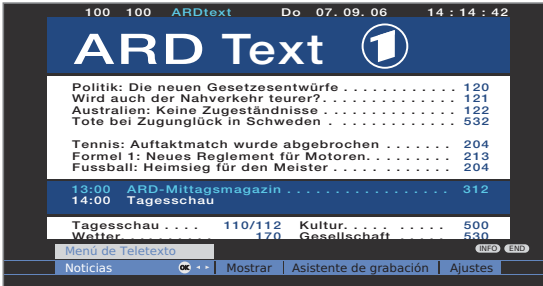 100 100 ARDtext Do 07. 09. 06 14 : 14 : 42
ARD Text 1
Politik: Die neuen Gesetzesentwürfe . . . . . . . . . . . . 120
Wird auch der Nahverkehr teurer? . . . . . . . . . . . . . . 121
Australien: Keine Zugeständnisse . . . . . . . . . . . . . . 122
Tote bei Zugunglück in Schweden . . . . . . . . . . . . . 532
Tennis: Auftaktmatch wurde abgebrochen . . . . . . . 204
Formel 1: Neues Reglement für Motoren. . . . . . . . . 213
Fussball: Heimsieg für den Meister . . . . . . . . . . . . . 204
13:00 ARD-Mittagsmagazin . . . . . . . . . . . . . . . . . 312
14:00 Tagesschau
Tagesschau . . . . . 110/112 Kultur. . . . . . . . . . 500
Wetter. . . . . . . . . . . . 170 Gesellschaft . . . . . . 530
Menú de Teletexto INFO END
Noticias OK Mostrar Asistente de grabación Ajustes